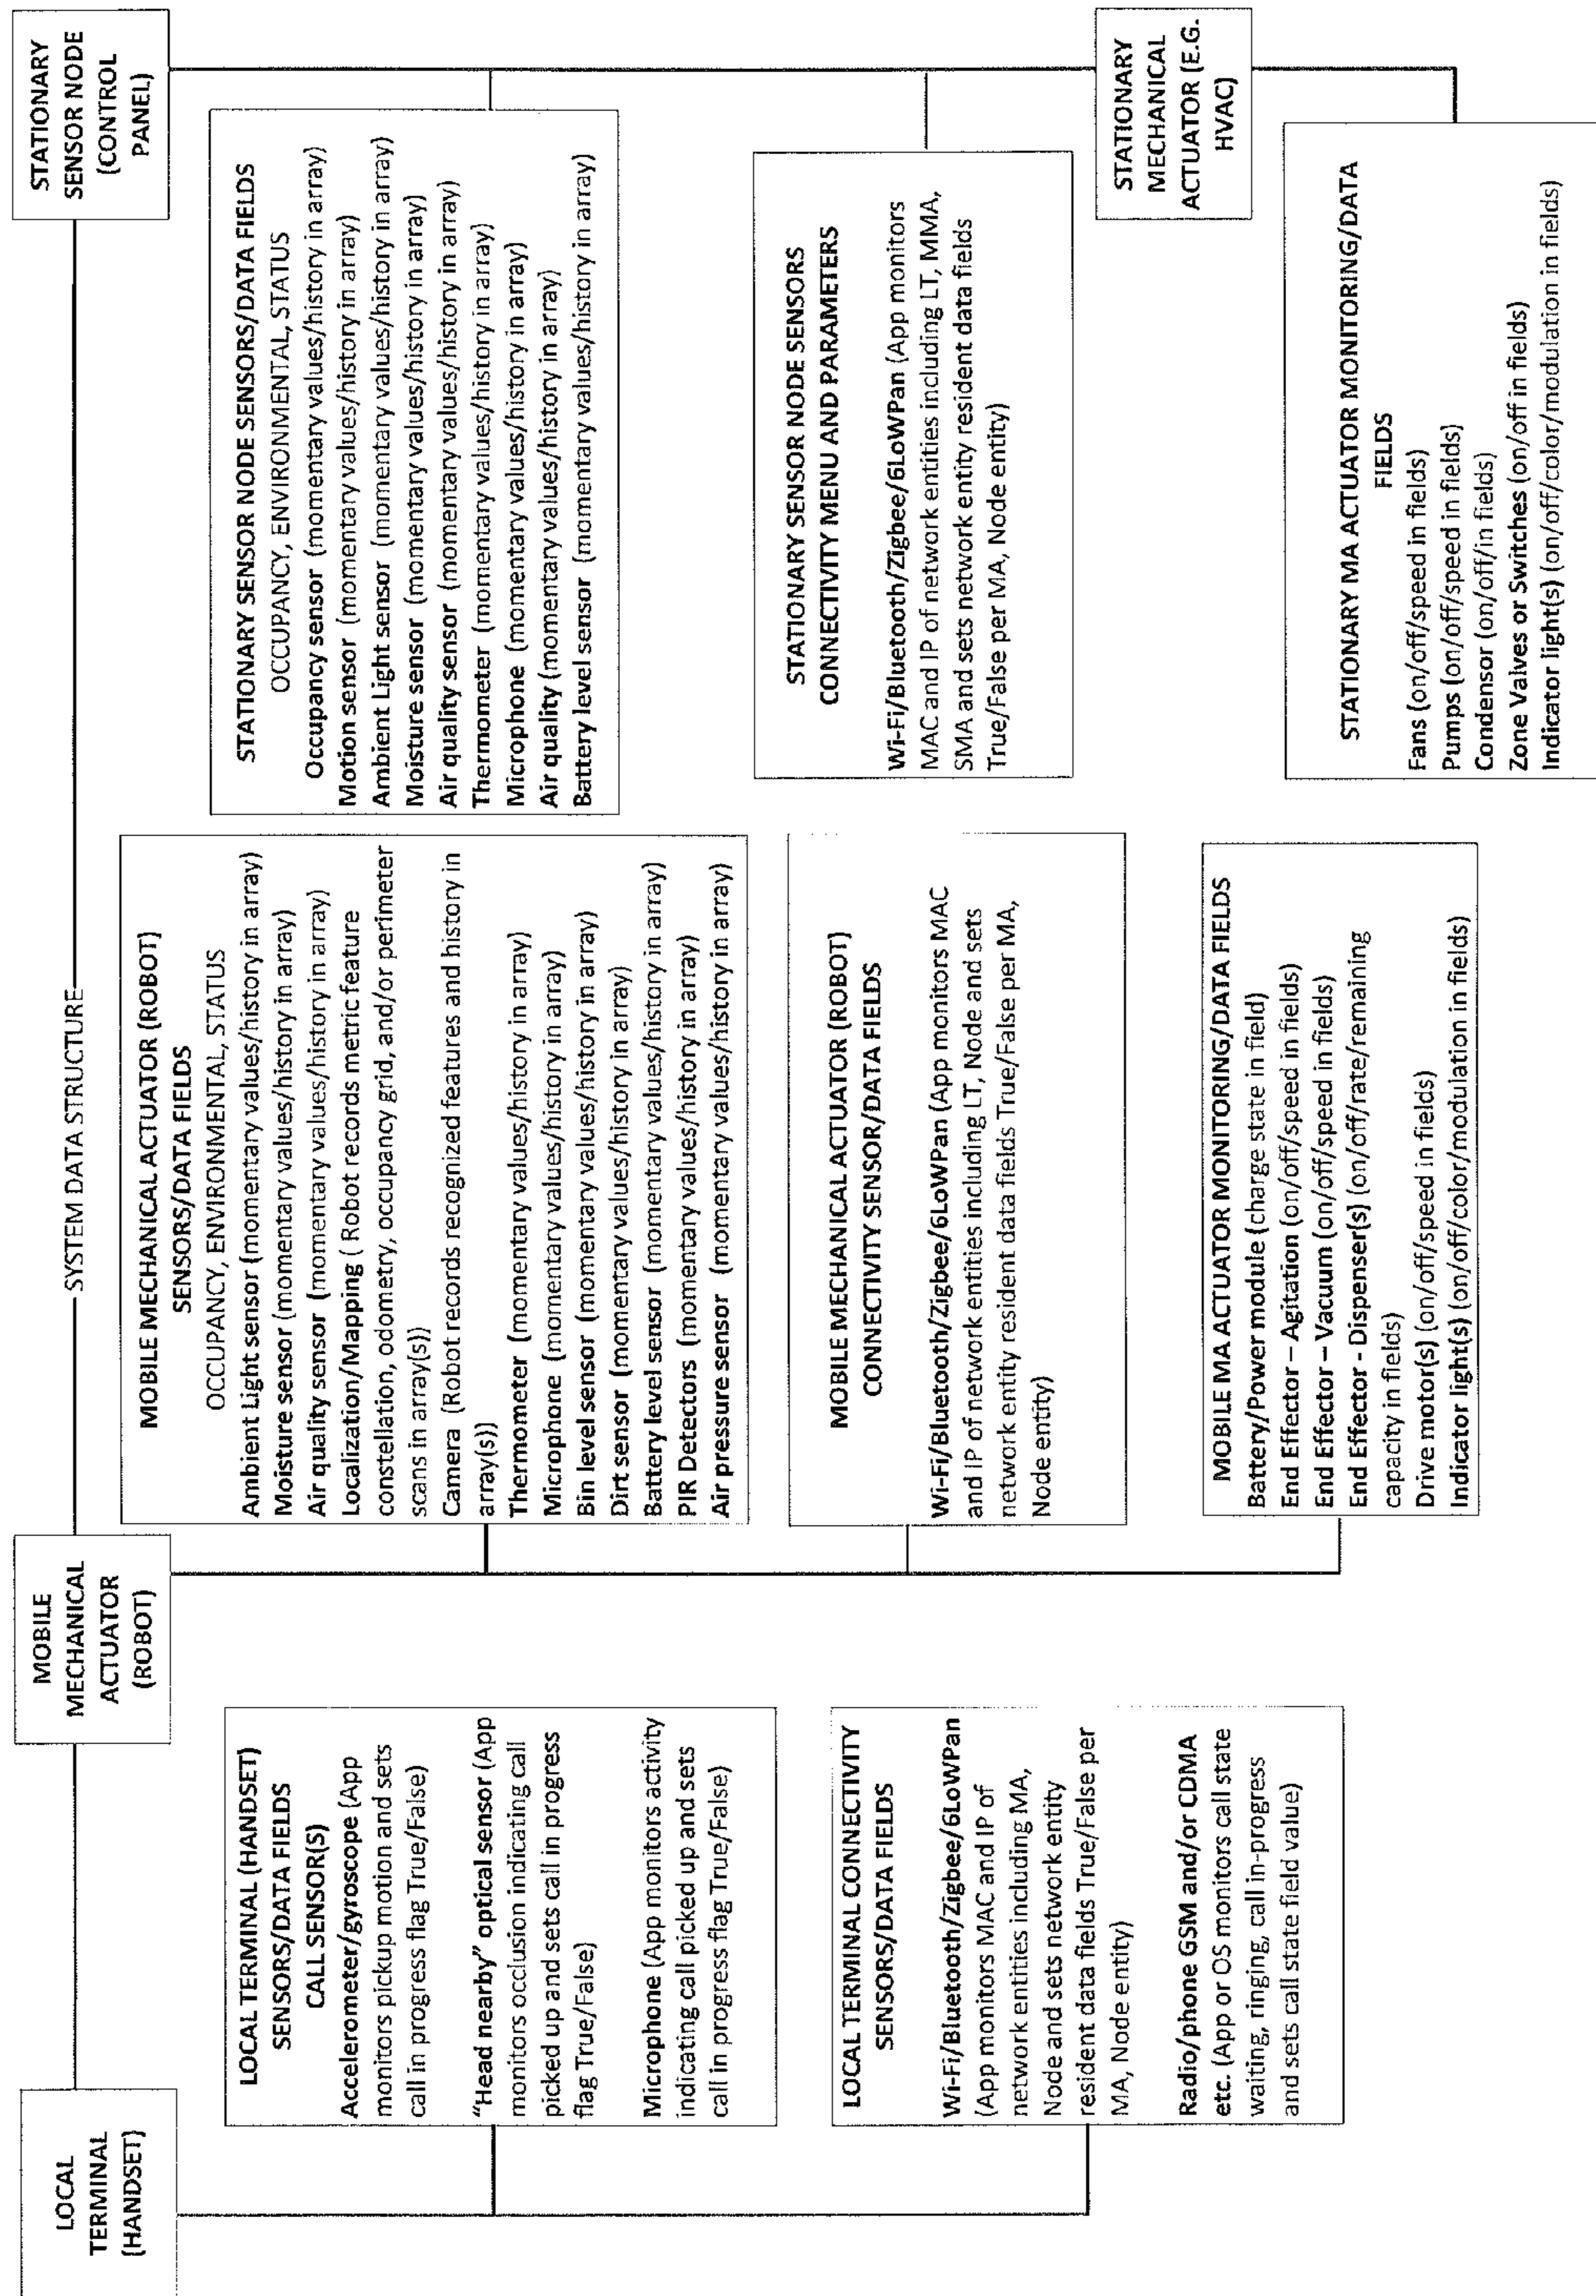 SYSTEM DATA STRUCTURE
LOCAL
TERMINAL
(HANDSET)
LOCAL TERMINAL (HANDSET)
SENSORS/DATA FIELDS
CALL SENSOR(S)
Accelerometer/gyroscope (App
monitors pickup motion and sets
call in progress flag True/False)
"Head nearby" optical sensor (App
monitors occlusion indicating call
picked up and sets call in progress
flag True/False)
Microphone (App monitors activity
indicating call picked up and sets
call in progress flag True/False)
LOCAL TERMINAL CONNECTIVITY
SENSORS/DATA FIELDS
Wi-Fi/Bluetooth/Zigbee/6LoWPan
(App monitors MAC and IP of
network entities including MA,
Node and sets network entity
resident data fields True/False per
MA, Node entity)
Radio/phone GSM and/or CDMA
etc. (App or OS monitors call state
waiting, ringing, call in-progress
and sets call state field value)
MOBILE
MECHANICAL
ACTUATOR
(ROBOT)
MOBILE MECHANICAL ACTUATOR (ROBOT)
SENSORS/DATA FIELDS
OCCUPANCY, ENVIRONMENTAL, STATUS
Ambient Light sensor (momentary values/history in array)
Moisture sensor (momentary values/history in array)
Air quality sensor (momentary values/history in array)
Localization/Mapping ( Robot records metric feature
constellation, odometry, occupancy grid, and/or perimeter
scans in array(s))
Camera (Robot records recognized features and history in
array(s))
Thermometer (momentary values/history in array)
Microphone (momentary values/history in array)
Bin level sensor (momentary values/history in array)
Dirt sensor (momentary values/history in array)
Battery level sensor (momentary values/history in array)
PIR Detectors (momentary values/history in array)
Air pressure sensor (momentary values/history in array)
MOBILE MECHANICAL ACTUATOR (ROBOT)
CONNECTIVITY SENSOR/DATA FIELDS
Wi-Fi/Bluetooth/Zigbee/6LoWPan (App monitors MAC
and IP of network entities including LT, Node and sets
network entity resident data fields True/False per MA,
Node entity)
MOBILE MA ACTUATOR MONITORING/DATA FIELDS
Battery/Power module (charge state in field)
End Effector – Agitation (on/off/speed in fields)
End Effector – Vacuum (on/off/speed in fields)
End Effector - Dispenser(s) (on/off/rate/remaining
capacity in fields)
Drive motor(s) (on/off/speed in fields)
Indicator light(s) (on/off/color/modulation in fields)
STATIONARY
SENSOR NODE
(CONTROL
PANEL)
STATIONARY SENSOR NODE SENSORS/DATA FIELDS
OCCUPANCY, ENVIRONMENTAL, STATUS
Occupancy sensor (momentary values/history in array)
Motion sensor (momentary values/history in array)
Ambient Light sensor (momentary values/history in array)
Moisture sensor (momentary values/history in array)
Air quality sensor (momentary values/history in array)
Thermometer (momentary values/history in array)
Microphone (momentary values/history in array)
Air quality (momentary values/history in array)
Battery level sensor (momentary values/history in array)
STATIONARY SENSOR NODE SENSORS
CONNECTIVITY MENU AND PARAMETERS
Wi-Fi/Bluetooth/Zigbee/6LoWPan (App monitors
MAC and IP of network entities including LT, MMA,
SMA and sets network entity resident data fields
True/False per MA, Node entity)
STATIONARY
MECHANICAL
ACTUATOR (E.G.
HVAC)
STATIONARY MA ACTUATOR MONITORING/DATA
FIELDS
Fans (on/off/speed in fields)
Pumps (on/off/speed in fields)
Condensor (on/off/in fields)
Zone Valves or Switches (on/off in fields)
Indicator light(s) (on/off/color/modulation in fields)